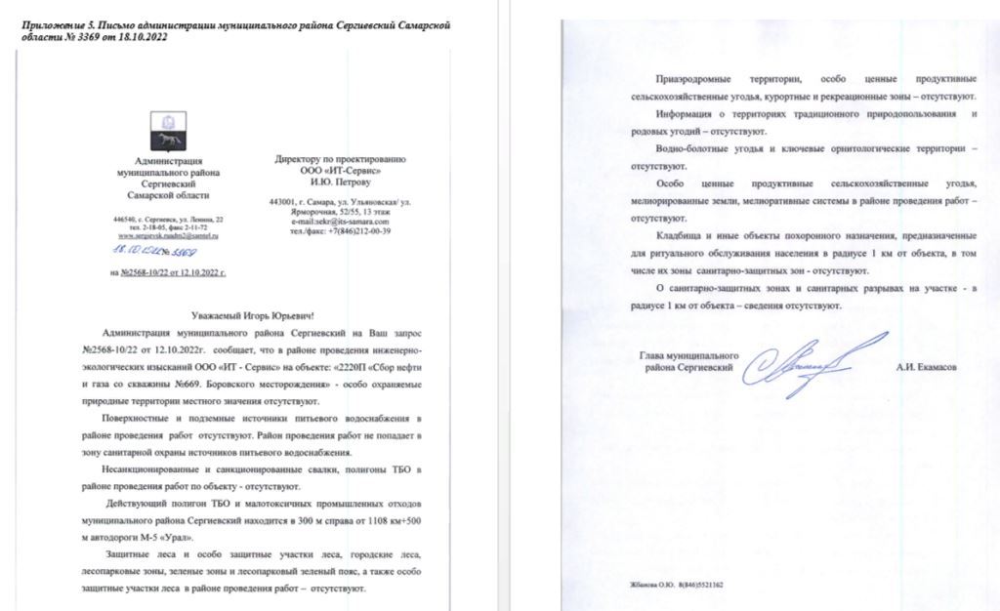 Приложение 5. Письмо администрации муниципального района Сергиевский Самарской
области № 3369 от 18.10.2022
Администрация
муниципального района
Сергиевский
Самарской области
446540, с. Сергиевск, ул. Ленина, 22
тел. 2-18-05, факс 2-11-72
www.sergievsk.ruadm2@samtel.ru
18.10.2022 № 3369
на №2568-10/22 от 12.10.2022 г.
Директору по проектированию
ООО «ИТ-Сервис»
И.Ю. Петрову
443001, г. Самара, ул. Ульяновская/ ул.
Ярморочная, 52/55, 13 этаж
e-mail:sekr@its-samara.com
тел./факс: +7(846)212-00-39
Уважаемый Игорь Юрьевич!
Администрация муниципального района Сергиевский на Ваш запрос
№2568-10/22 от 12.10.2022г. сообщает, что в районе проведения инженерно-
экологических изысканий ООО «ИТ - Сервис» на объекте: «2220П «Сбор нефти
и газа со скважины №669. Боровского месторождения» - особо охраняемые
природные территории местного значения отсутствуют.
Поверхностные и подземные источники питьевого водоснабжения в
районе проведения работ отсутствуют. Район проведения работ не попадает в
зону санитарной охраны источников питьевого водоснабжения.
Несанкционированные и санкционированные свалки, полигоны ТБО в
районе проведения работ по объекту - отсутствуют.
Действующий полигон ТБО и малотоксичных промышленных отходов
муниципального района Сергиевский находится в 300 м справа от 1108 км+500
м автодороги М-5 «Урал».
Защитные леса и особо защитные участки леса, городские леса,
лесопарковые зоны, зеленые зоны и лесопарковый зеленый пояс, а также особо
защитные участки леса в районе проведения работ – отсутствуют.
Приаэродромные территории, особо ценные продуктивные
сельскохозяйственные угодья, курортные и рекреационные зоны – отсутствуют.
Информация о территориях традиционного природопользования и
родовых угодий – отсутствуют.
Водно-болотные угодья и ключевые орнитологические территории –
отсутствуют.
Особо ценные продуктивные сельскохозяйственные угодья,
мелиорированные земли, мелиоративные системы в районе проведения работ –
отсутствуют.
Кладбища и иные объекты похоронного назначения, предназначенные
для ритуального обслуживания населения в радиусе 1 км от объекта, в том
числе их зоны санитарно-защитных зон - отсутствуют.
О санитарно-защитных зонах и санитарных разрывах на участке - в
радиусе 1 км от объекта – сведения отсутствуют.
Глава муниципального
района Сергиевский
А.И. Екамасов
Жбанова О.Ю. 8(846)5521162